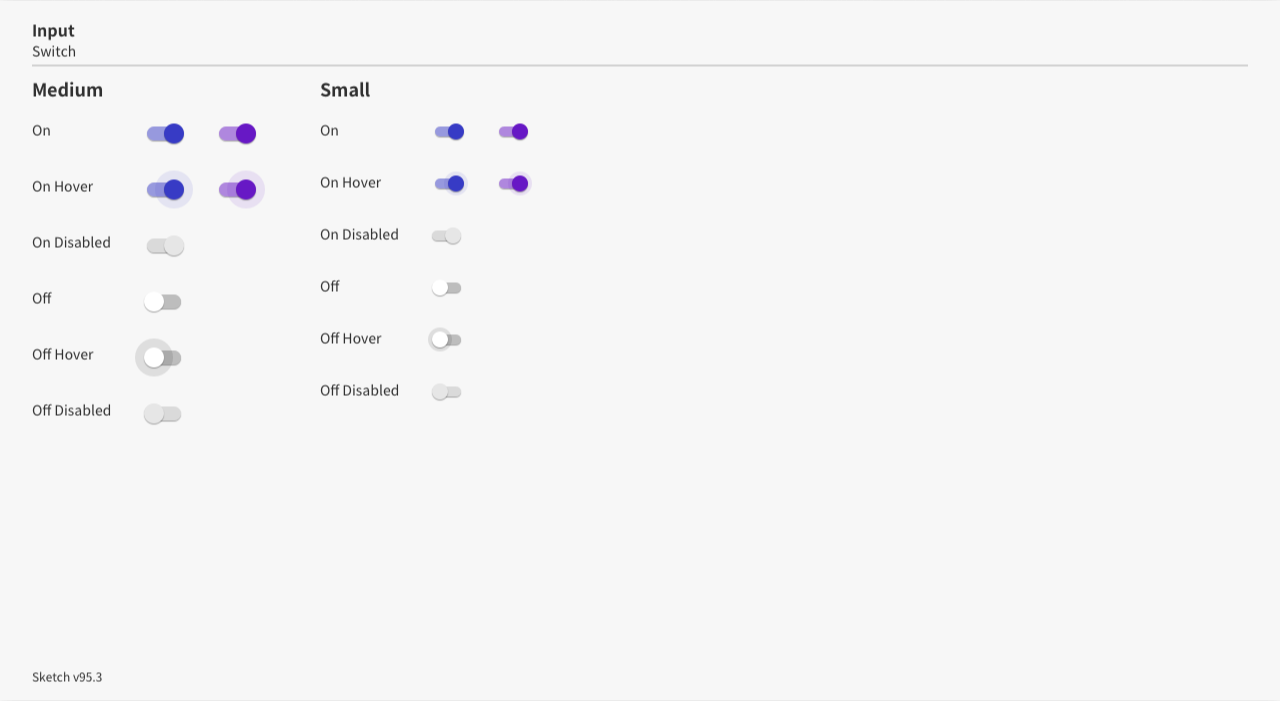 Input
Switch
Medium
On
On Hover
On Disabled
Off
Off Hover
Off Disabled
Small
On
On Hover
On Disabled
Off
Off Hover
Off Disabled
Sketch v95.3